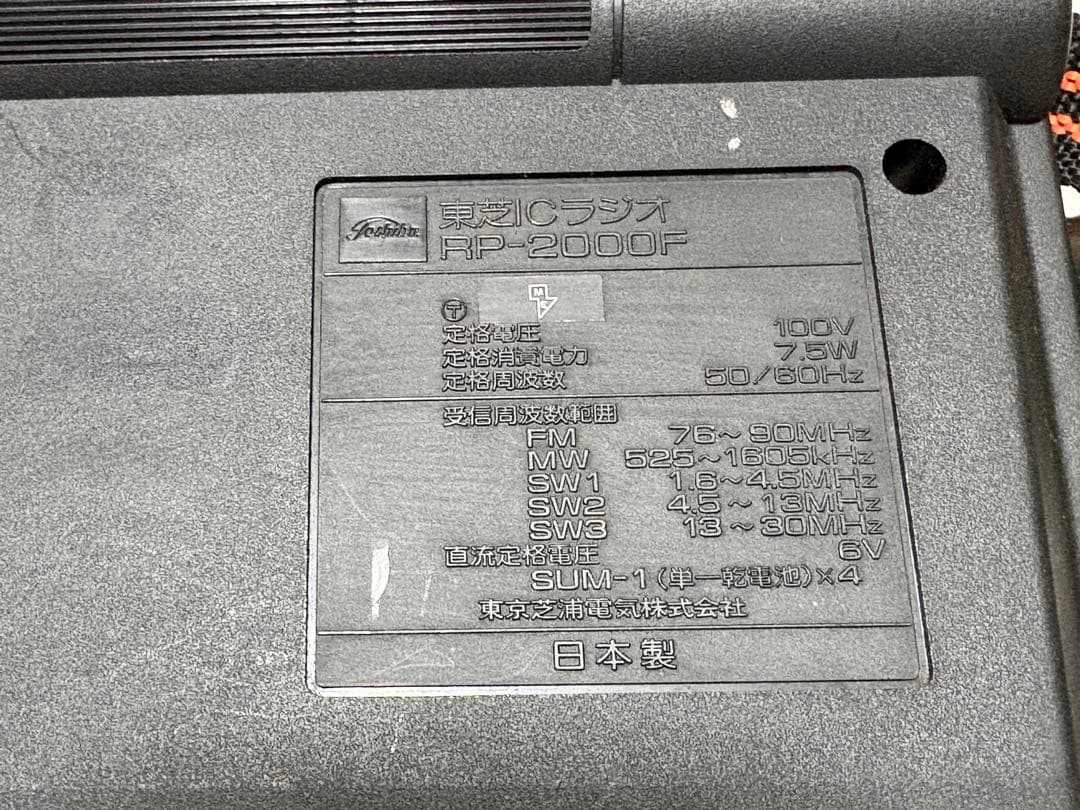 Toshiba
東芝ICラジオ
RP-2000F
M
〒
定格電圧 100V
定格消費電力 7.5W
定格周波数 50/60Hz
受信周波数範囲
FM 76~90MHz
MW 525~1605kHz
SW1 1.6~4.5MHz
SW2 4.5~13MHz
SW3 13~30MHz
直流定格電圧 6V
SUM-1(単一乾電池)×4
東京芝浦電気株式会社
日本製